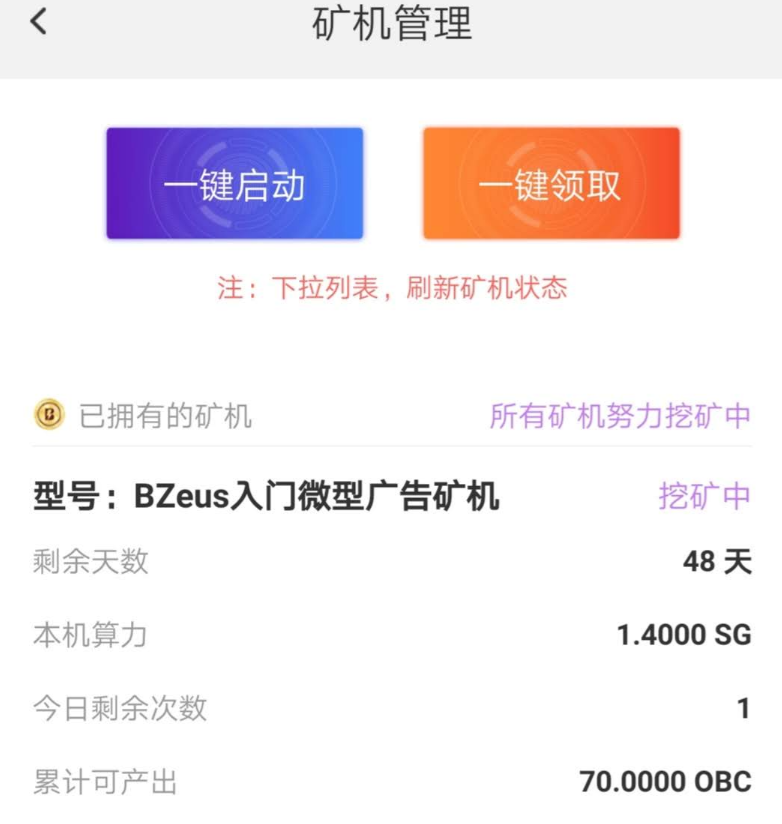 矿机管理
一键启动 一键领取
注：下拉列表，刷新矿机状态
B 已拥有的矿机 所有矿机努力挖矿中
型号：BZeus入门微型广告矿机 挖矿中
剩余天数 48 天
本机算力 1.4000 SG
今日剩余次数 1
累计可产出 70.0000 OBC